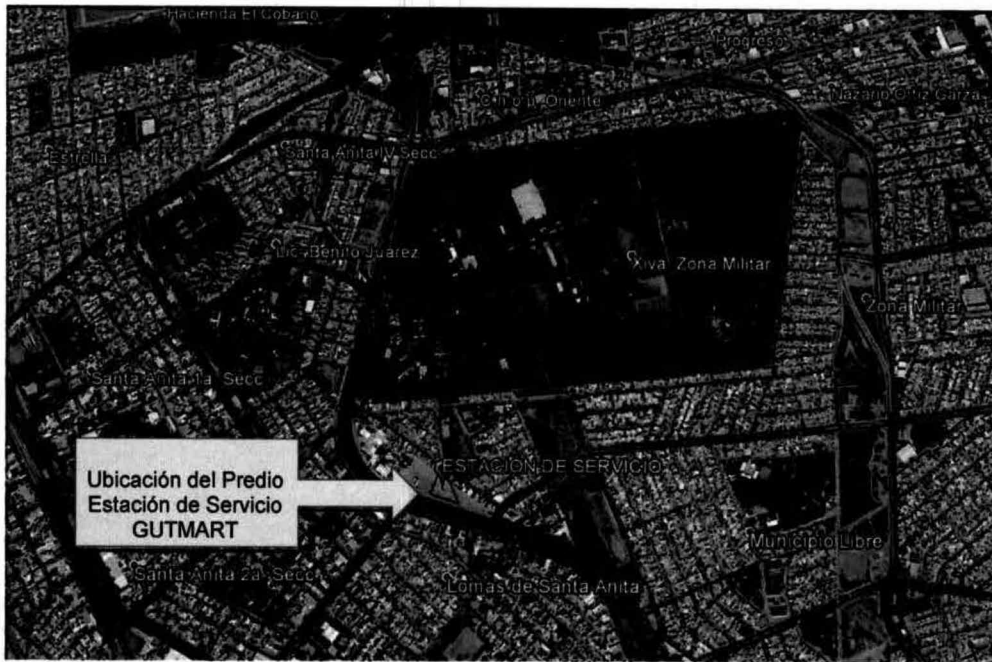 Hacienda El Cobano
Progreso
Oriente
Nazario Ortiz Garza
Estrella
Santa Anita IV Secc
Lic. Benito Juarez
Xiva Zona Militar
Zona Militar
Santa Anita 1a Secc
ESTACION DE SERVICIO
Ubicación del Predio
Estación de Servicio
GUTMART
Municipio Libre
Santa Anita 2a Secc
Lomas de Santa Anita